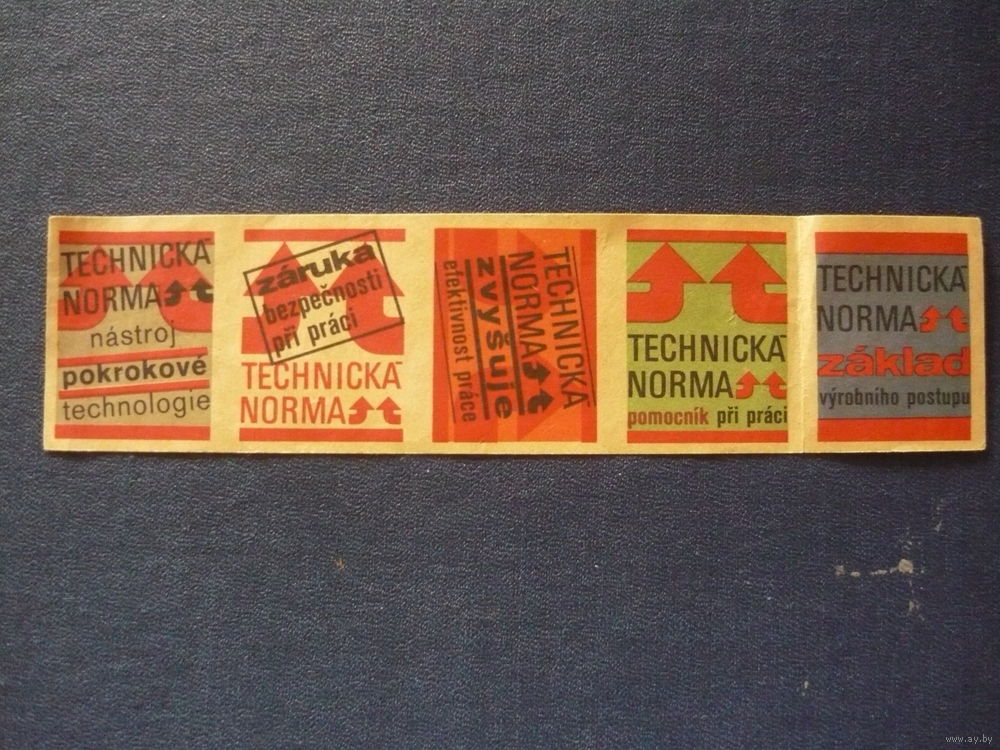 TECHNICKÁ
NORMA
nástroj
pokrokové
technologie
záruka
bezpečnosti
při práci
TECHNICKÁ
NORMA
TECHNICKÁ
NORMA
zvyšuje
efektivnost práce
TECHNICKÁ
NORMA
pomocník při práci
TECHNICKÁ
NORMA
základ
výrobního postupu
www.ay.by